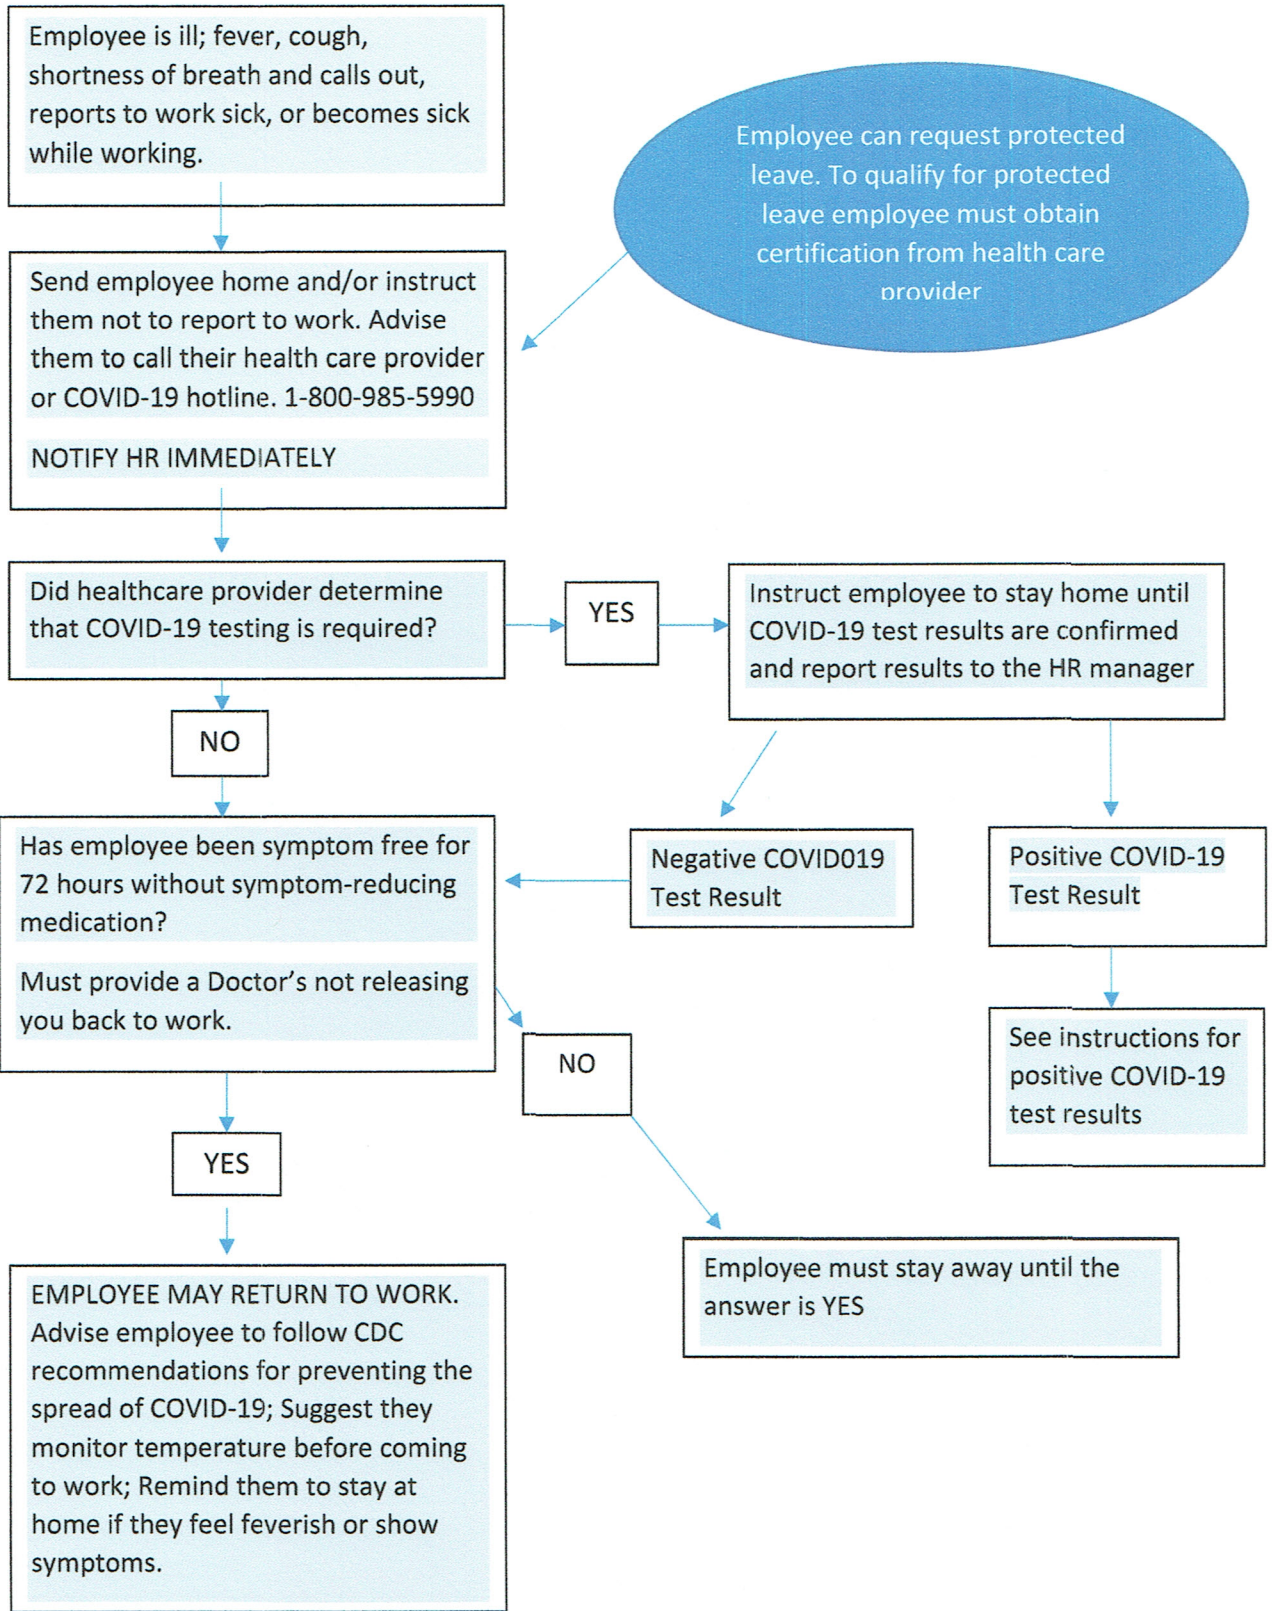 Employee is ill; fever, cough,
shortness of breath and calls out,
reports to work sick, or becomes sick
while working.
Employee can request protected
leave. To qualify for protected
leave employee must obtain
certification from health care
provider
Send employee home and/or instruct
them not to report to work. Advise
them to call their health care provider
or COVID-19 hotline. 1-800-985-5990
NOTIFY HR IMMEDIATELY
Did healthcare provider determine
that COVID-19 testing is required?
YES
Instruct employee to stay home until
COVID-19 test results are confirmed
and report results to the HR manager
NO
Has employee been symptom free for
72 hours without symptom-reducing
medication?
Must provide a Doctor's not releasing
you back to work.
Negative COVID019
Test Result
Positive COVID-19
Test Result
See instructions for
positive COVID-19
test results
NO
YES
Employee must stay away until the
answer is YES
EMPLOYEE MAY RETURN TO WORK.
Advise employee to follow CDC
recommendations for preventing the
spread of COVID-19; Suggest they
monitor temperature before coming
to work; Remind them to stay at
home if they feel feverish or show
symptoms.